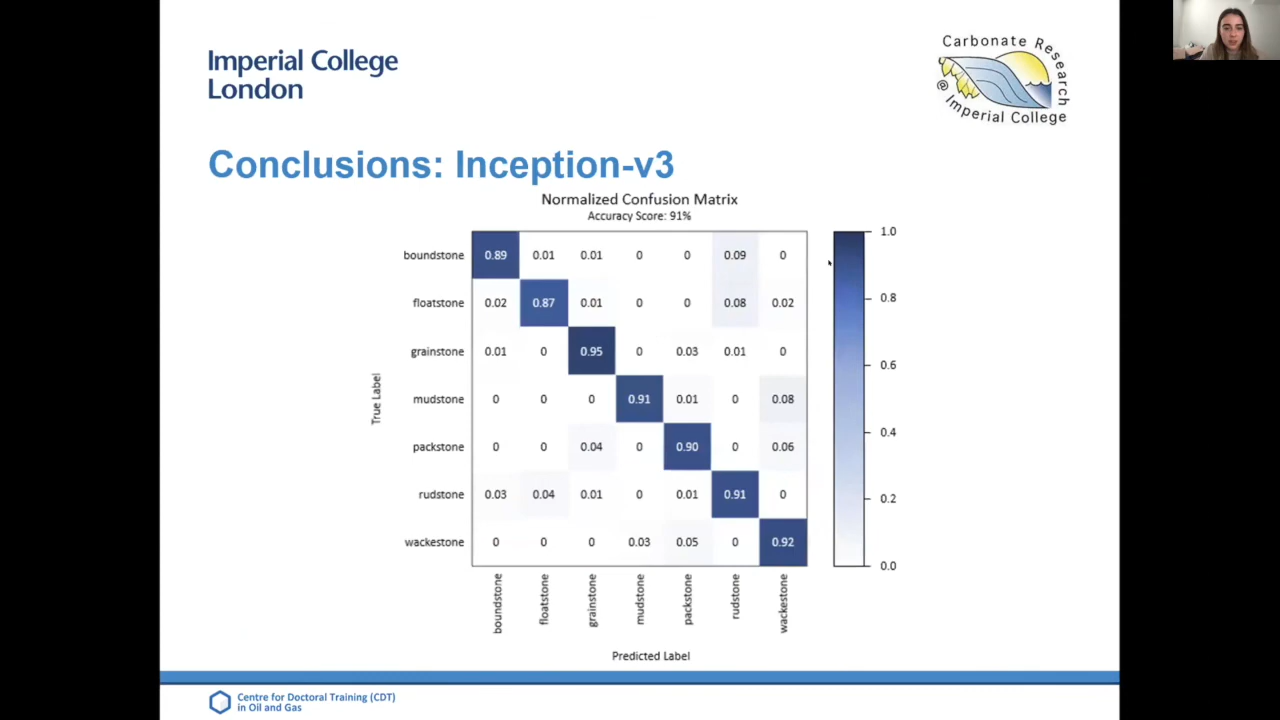 Imperial College
London
Carbonate Research
@ Imperial College
Conclusions: Inception-v3
Normalized Confusion Matrix
Accuracy Score: 91%
boundstone 0.89 0.01 0.01 0 0 0.09 0
floatstone 0.02 0.87 0.01 0 0 0.08 0.02
grainstone 0.01 0 0.95 0 0.03 0.01 0
mudstone 0 0 0 0.91 0.01 0 0.08
packstone 0 0 0.04 0 0.90 0 0.06
rudstone 0.03 0.04 0.01 0 0.01 0.91 0
wackestone 0 0 0 0.03 0.05 0 0.92
True Label
boundstone floatstone grainstone mudstone packstone rudstone wackestone
Predicted Label
1.0
0.8
0.6
0.4
0.2
0.0
Centre for Doctoral Training (CDT)
in Oil and Gas